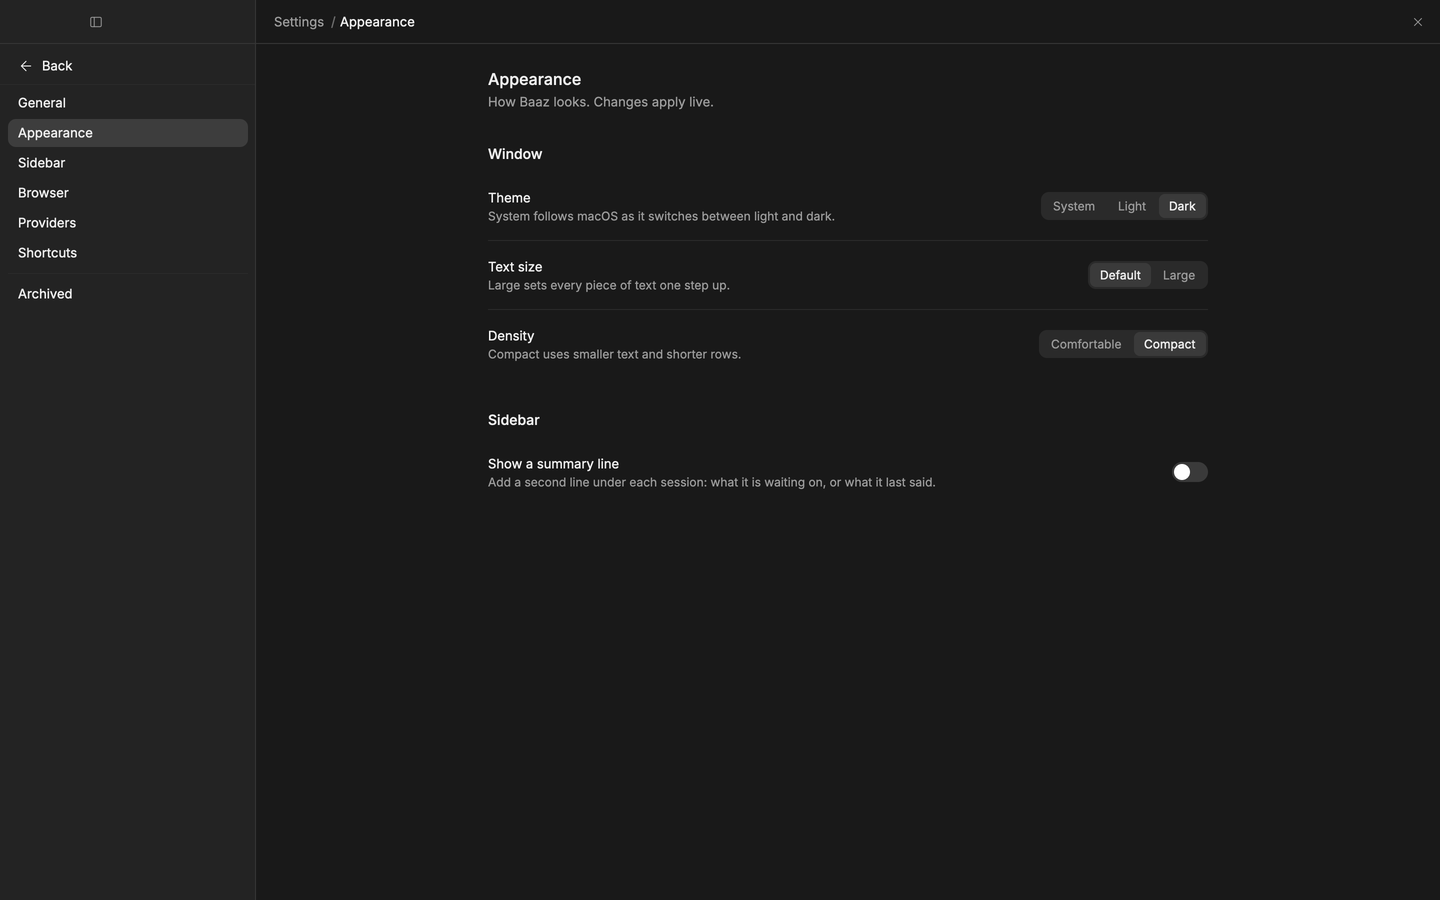 Settings / Appearance
Back
General
Appearance
Sidebar
Browser
Providers
Shortcuts
Archived
Appearance
How Baaz looks. Changes apply live.
Window
Theme
System follows macOS as it switches between light and dark.
System Light Dark
Text size
Large sets every piece of text one step up.
Default Large
Density
Compact uses smaller text and shorter rows.
Comfortable Compact
Sidebar
Show a summary line
Add a second line under each session: what it is waiting on, or what it last said.